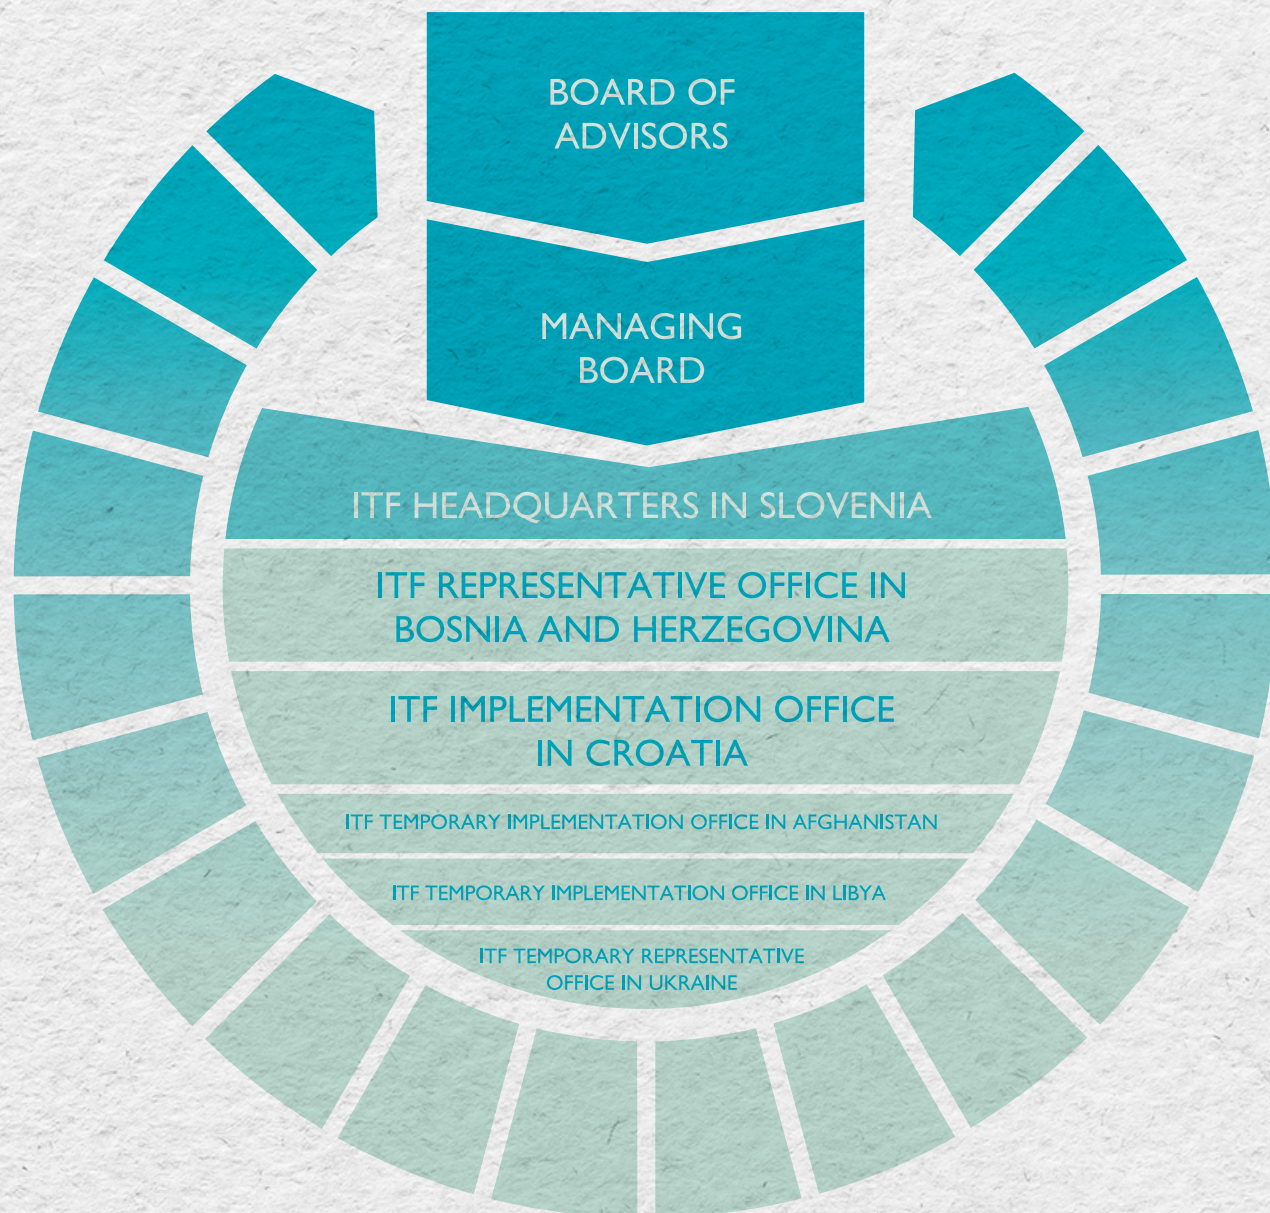 BOARD OF
ADVISORS
MANAGING
BOARD
ITF HEADQUARTERS IN SLOVENIA
ITF REPRESENTATIVE OFFICE IN
BOSNIA AND HERZEGOVINA
ITF IMPLEMENTATION OFFICE
IN CROATIA
ITF TEMPORARY IMPLEMENTATION OFFICE IN AFGHANISTAN
ITF TEMPORARY IMPLEMENTATION OFFICE IN LIBYA
ITF TEMPORARY REPRESENTATIVE
OFFICE IN UKRAINE